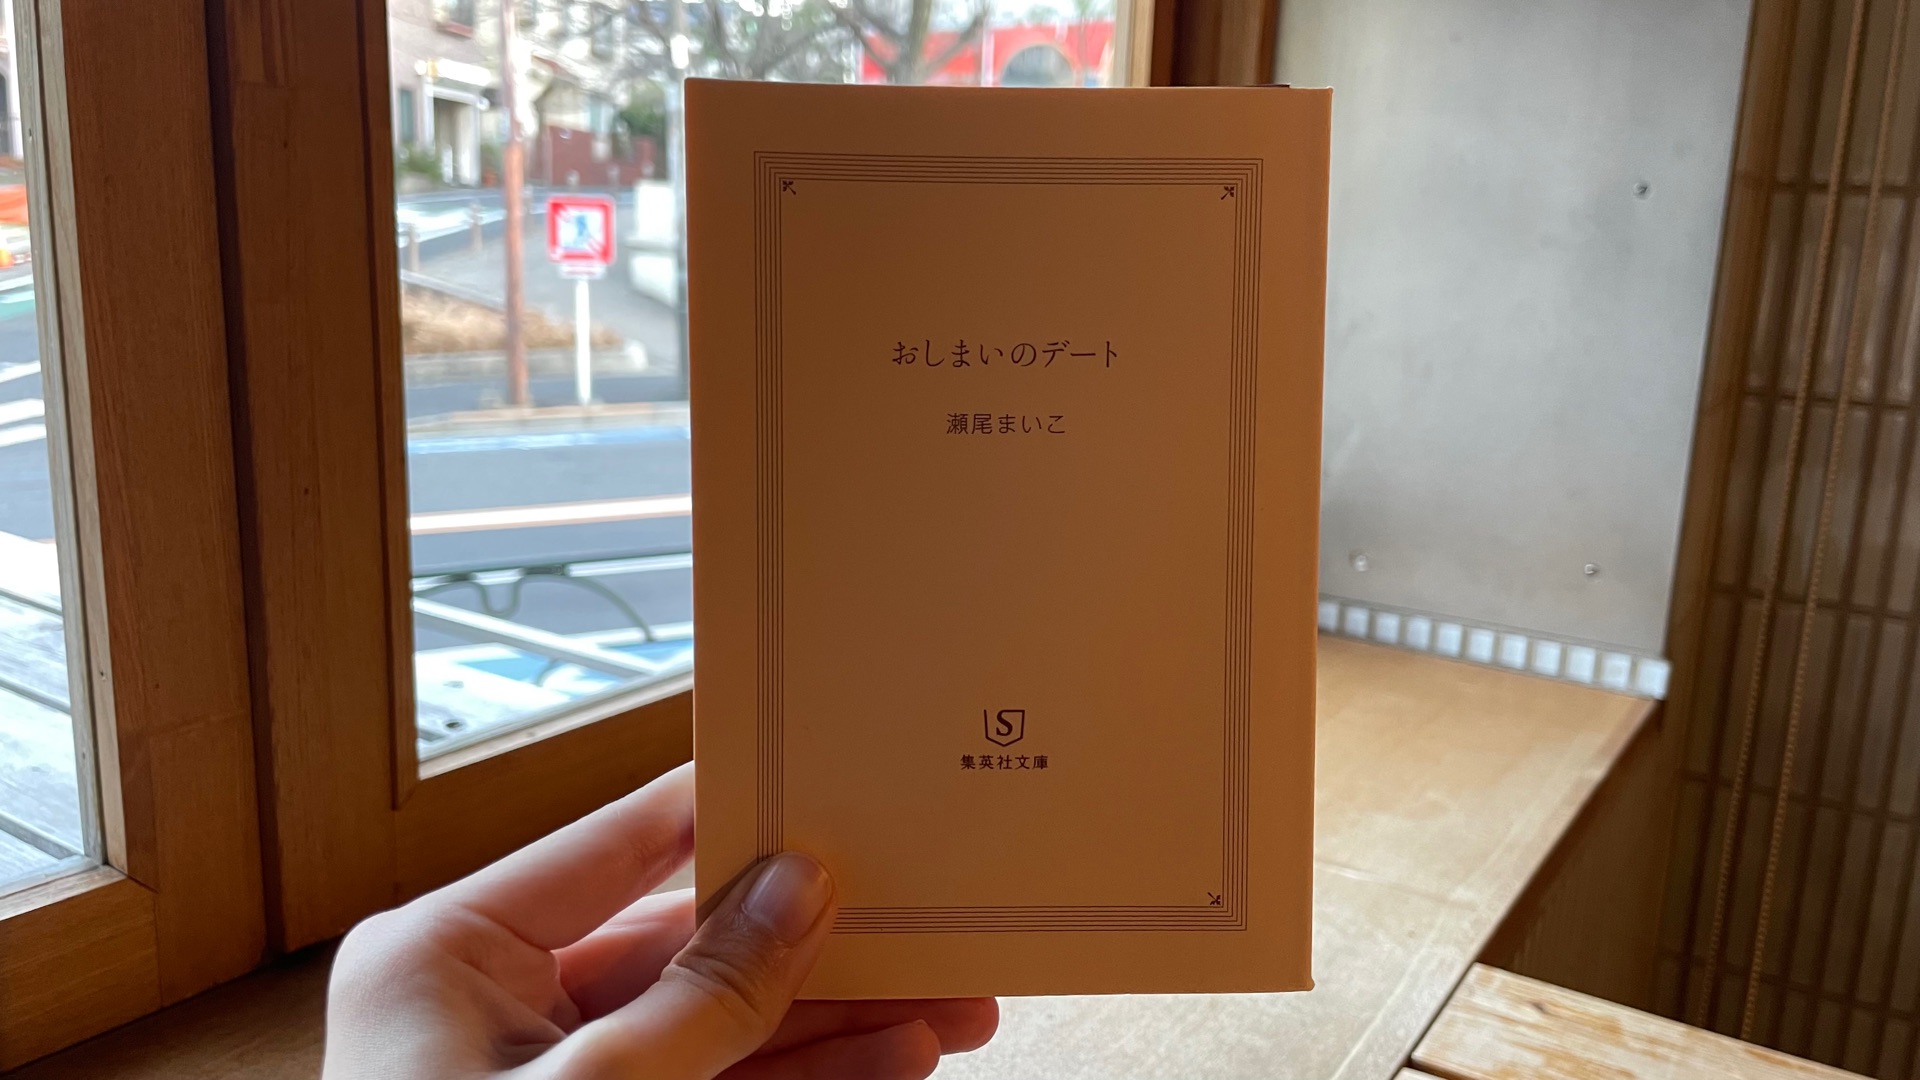 おしまいのデート
瀬尾まいこ
S
集英社文庫